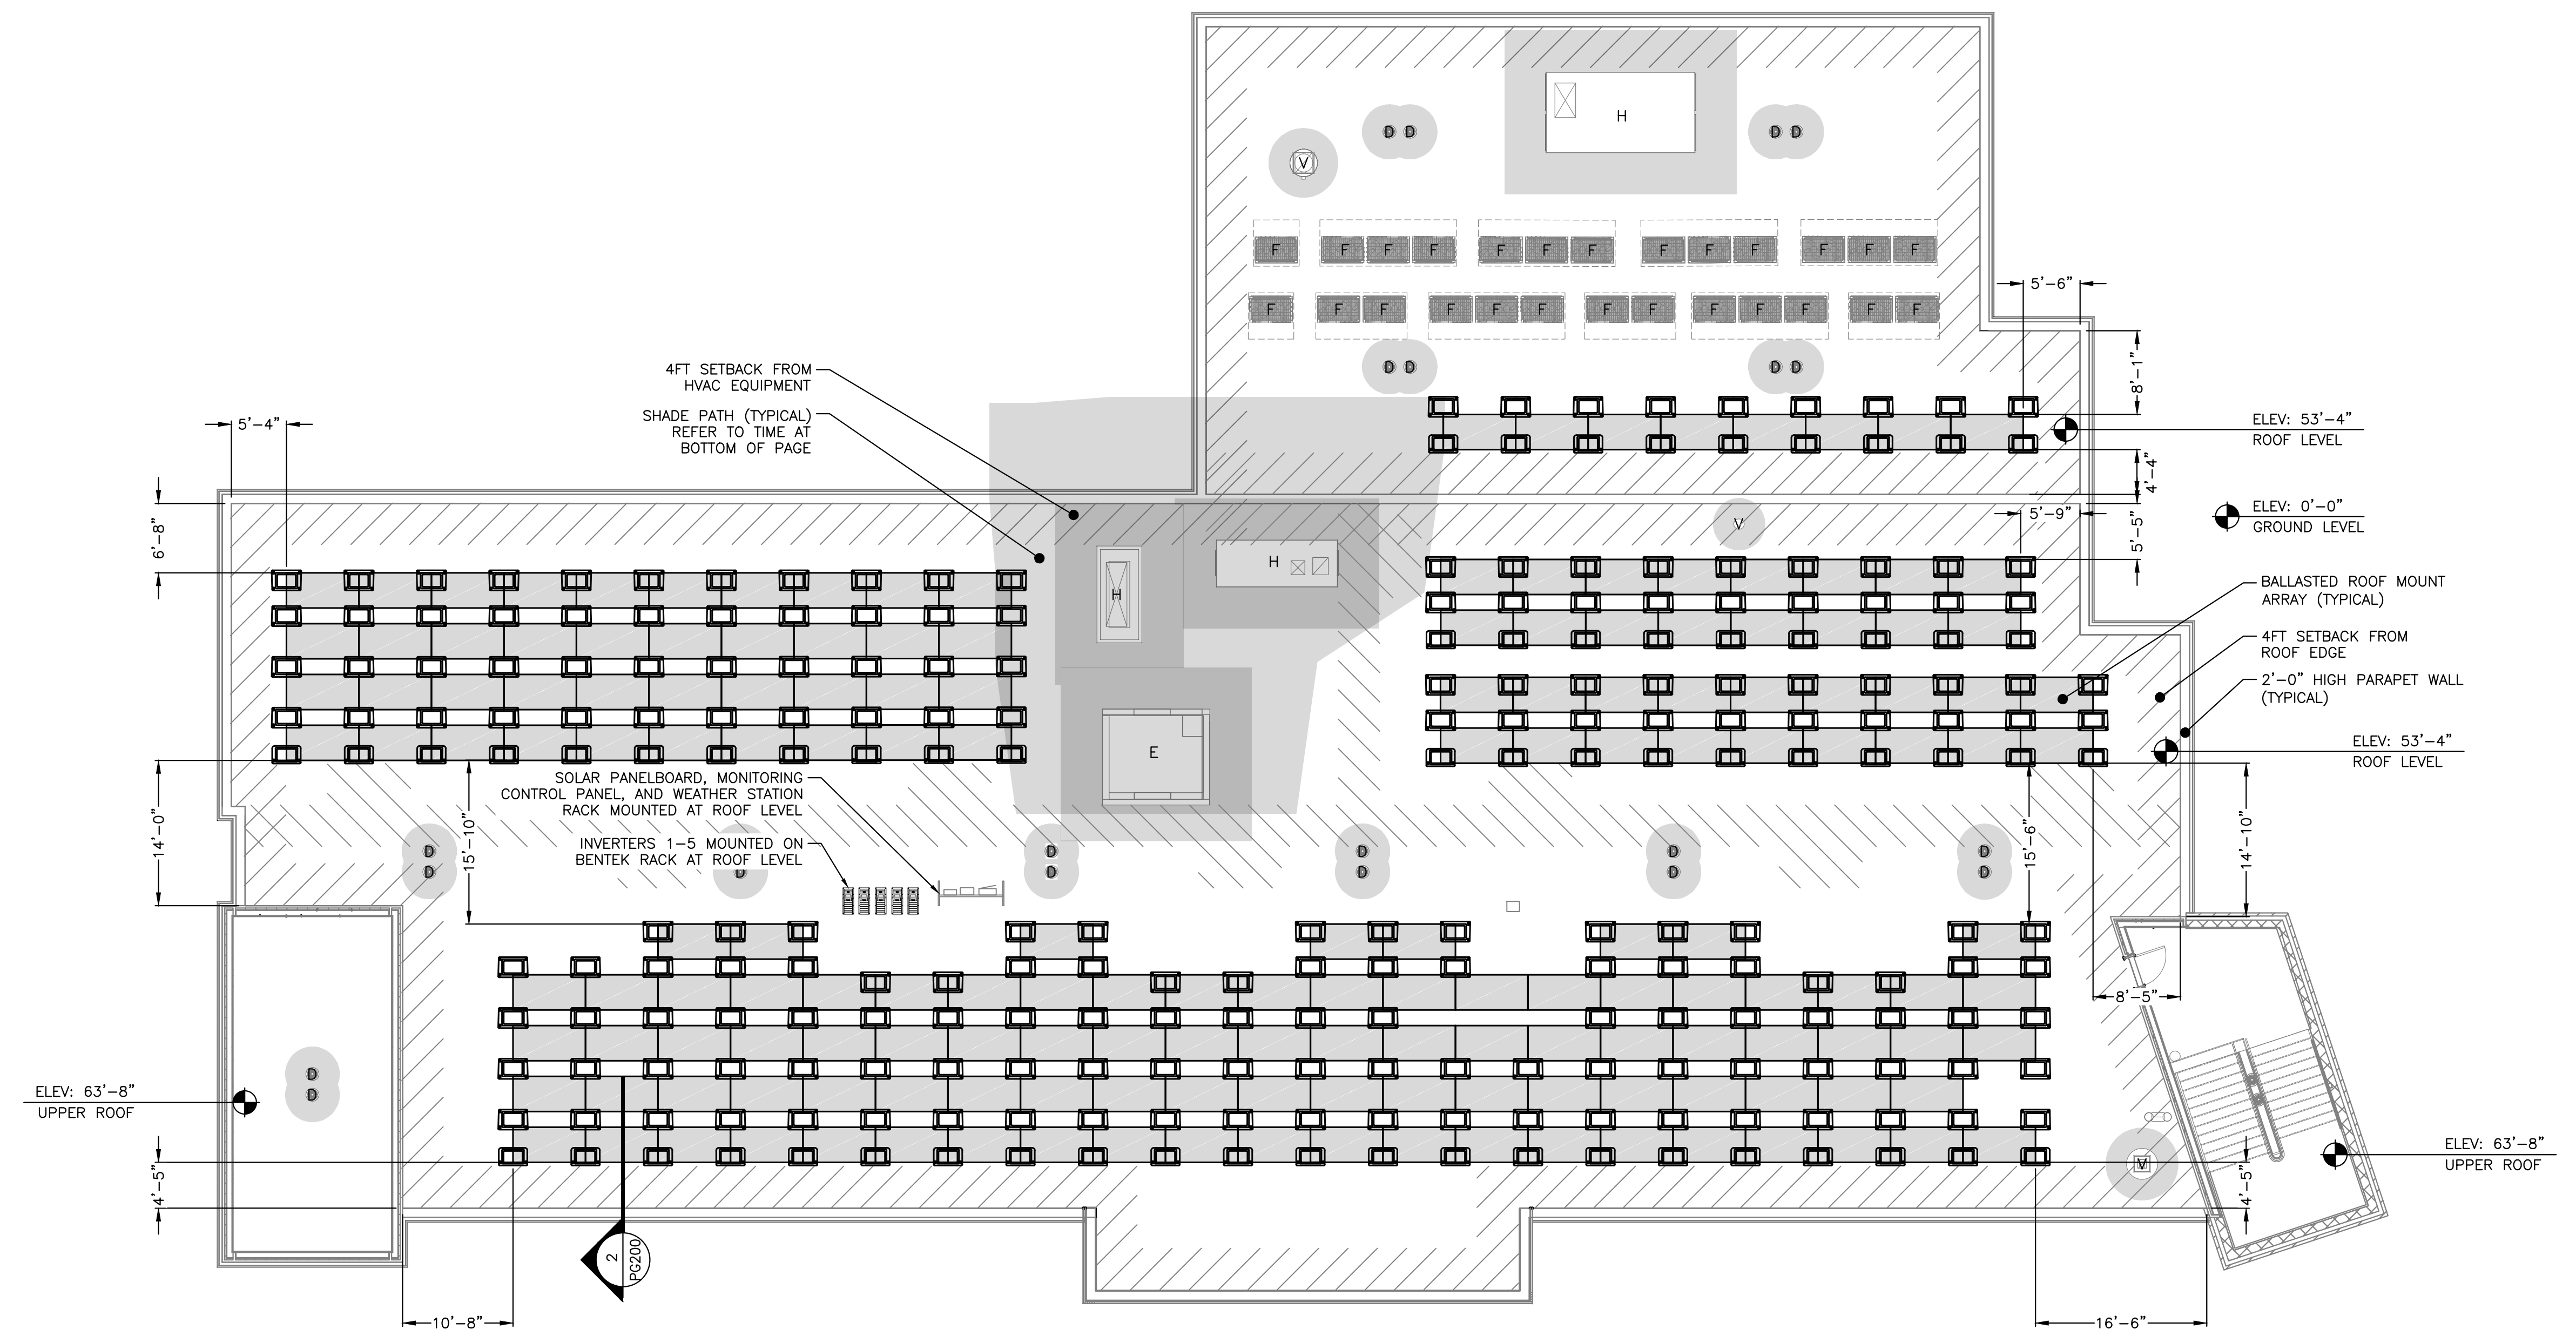 H
D D
D D
V
F
F F F
F F F
F F F
F F F
5'-6"
F
F F
F F F
F F
F F F
F F
8'-1"
4FT SETBACK FROM
HVAC EQUIPMENT
D D
D D
SHADE PATH (TYPICAL)
REFER TO TIME AT
BOTTOM OF PAGE
5'-4"
ELEV: 53'-4"
ROOF LEVEL
4'-4"
6'-8"
V
5'-9"
5'-5"
ELEV: 0'-0"
GROUND LEVEL
H
H
BALLASTED ROOF MOUNT
ARRAY (TYPICAL)
4FT SETBACK FROM
ROOF EDGE
2'-0" HIGH PARAPET WALL
(TYPICAL)
E
ELEV: 53'-4"
ROOF LEVEL
SOLAR PANELBOARD, MONITORING
CONTROL PANEL, AND WEATHER STATION
RACK MOUNTED AT ROOF LEVEL
14'-0"
15'-10"
INVERTERS 1-5 MOUNTED ON
BENTEK RACK AT ROOF LEVEL
15'-6"
14'-10"
D
D
D
D
D
D
D
D
D
D
D
8'-5"
D
D
ELEV: 63'-8"
UPPER ROOF
4'-5"
V
4'-5"
ELEV: 63'-8"
UPPER ROOF
2
PG200
10'-8"
16'-6"